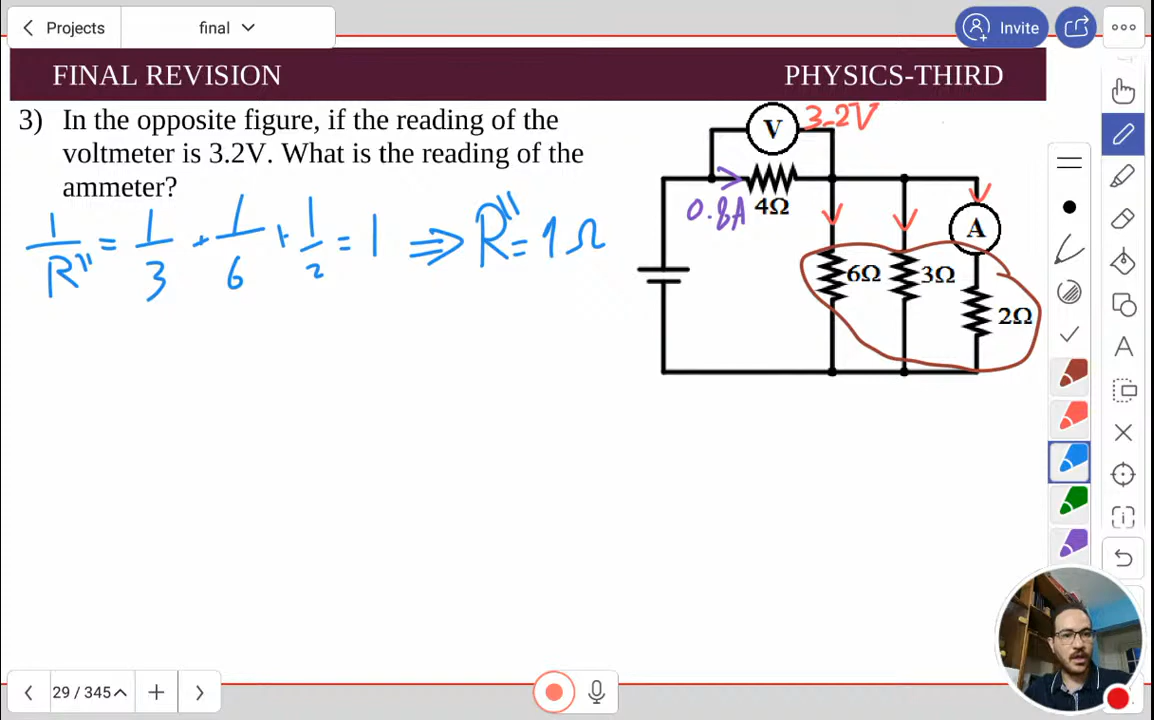 Projects
final
Invite
FINAL REVISION
PHYSICS-THIRD
3) In the opposite figure, if the reading of the
voltmeter is 3.2V. What is the reading of the
ammeter?
1/R" = 1/3 + 1/6 + 1/2 = 1 ⇒ R" = 1 Ω
V
3.2V
0.8A
4Ω
A
6Ω
3Ω
2Ω
A
29 / 345